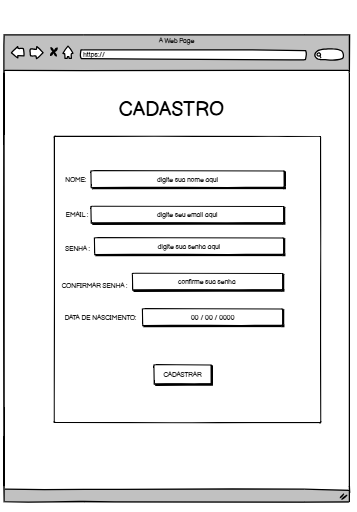 A Web Page
https://
CADASTRO
NOME: digite sua nome aqui
EMAIL : digite seu email aqui
SENHA : digite sua senha aqui
CONFIRMAR SENHA : confirme sua senha
DATA DE NASCIMENTO: 00 / 00 / 0000
CADASTRAR